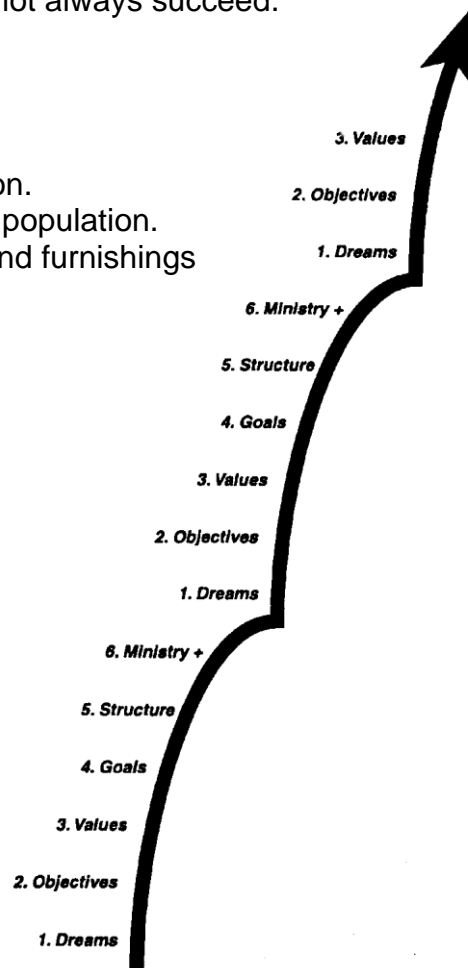 not always succeed.
on.
population.
nd furnishings
3. Values
2. Objectives
1. Dreams
6. Ministry +
5. Structure
4. Goals
3. Values
2. Objectives
1. Dreams
6. Ministry +
5. Structure
4. Goals
3. Values
2. Objectives
1. Dreams